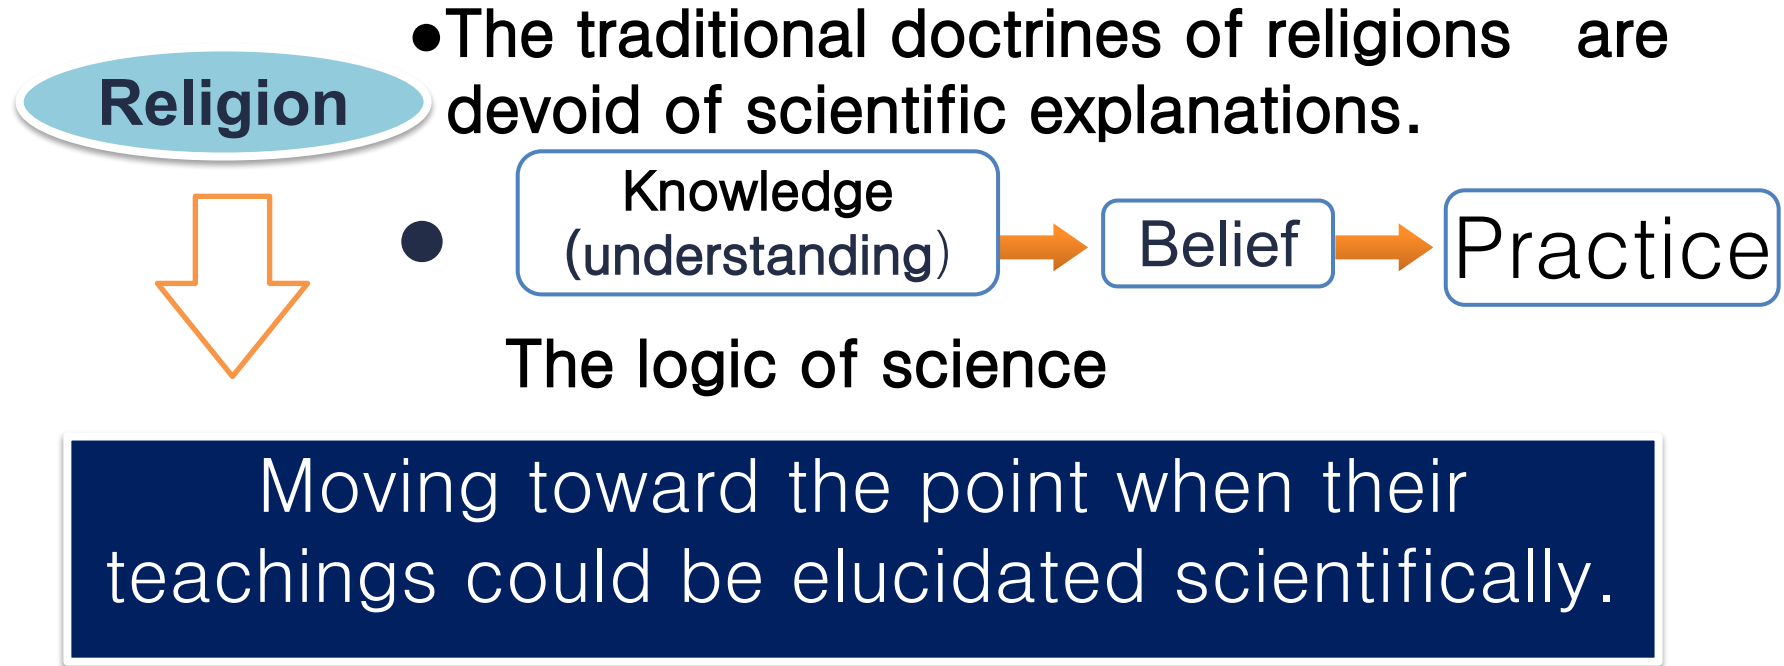 Religion
●The traditional doctrines of religions are
devoid of scientific explanations.
● Knowledge
(understanding)
Belief
Practice
The logic of science
Moving toward the point when their
teachings could be elucidated scientifically.